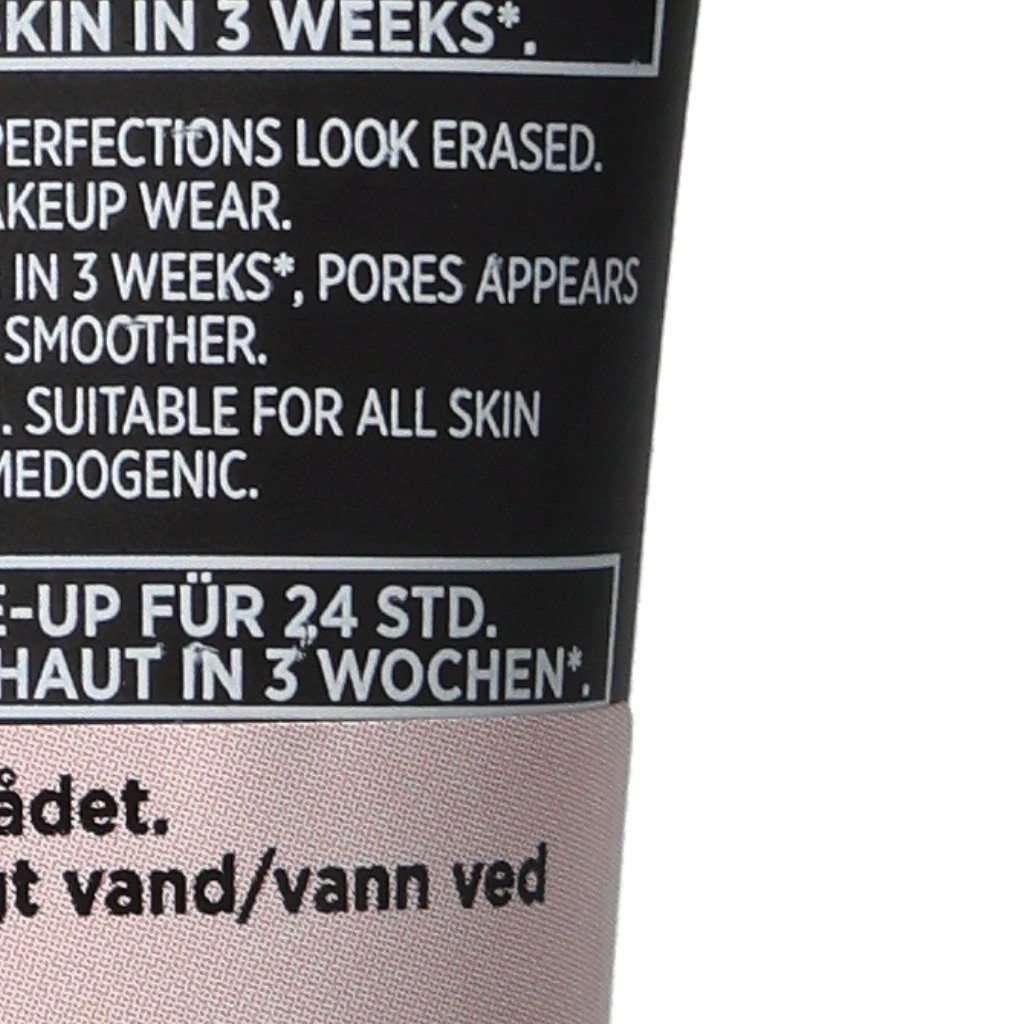 SKIN IN 3 WEEKS*.
PERFECTIONS LOOK ERASED.
AKEUP WEAR.
IN 3 WEEKS*, PORES APPEARS
SMOOTHER.
. SUITABLE FOR ALL SKIN
MEDOGENIC.
E-UP FÜR 24 STD.
HAUT IN 3 WOCHEN*.
ådet.
gt vand/vann ved